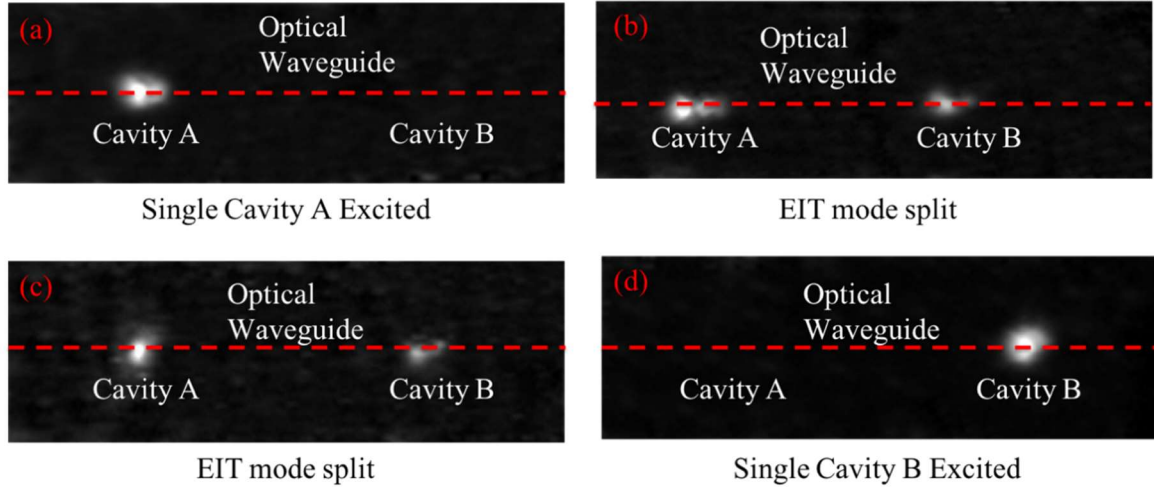 (a)
Optical
Waveguide
Cavity A
Cavity B
Single Cavity A Excited
(b)
Optical
Waveguide
Cavity A
Cavity B
EIT mode split
(c)
Optical
Waveguide
Cavity A
Cavity B
EIT mode split
(d)
Optical
Waveguide
Cavity A
Cavity B
Single Cavity B Excited